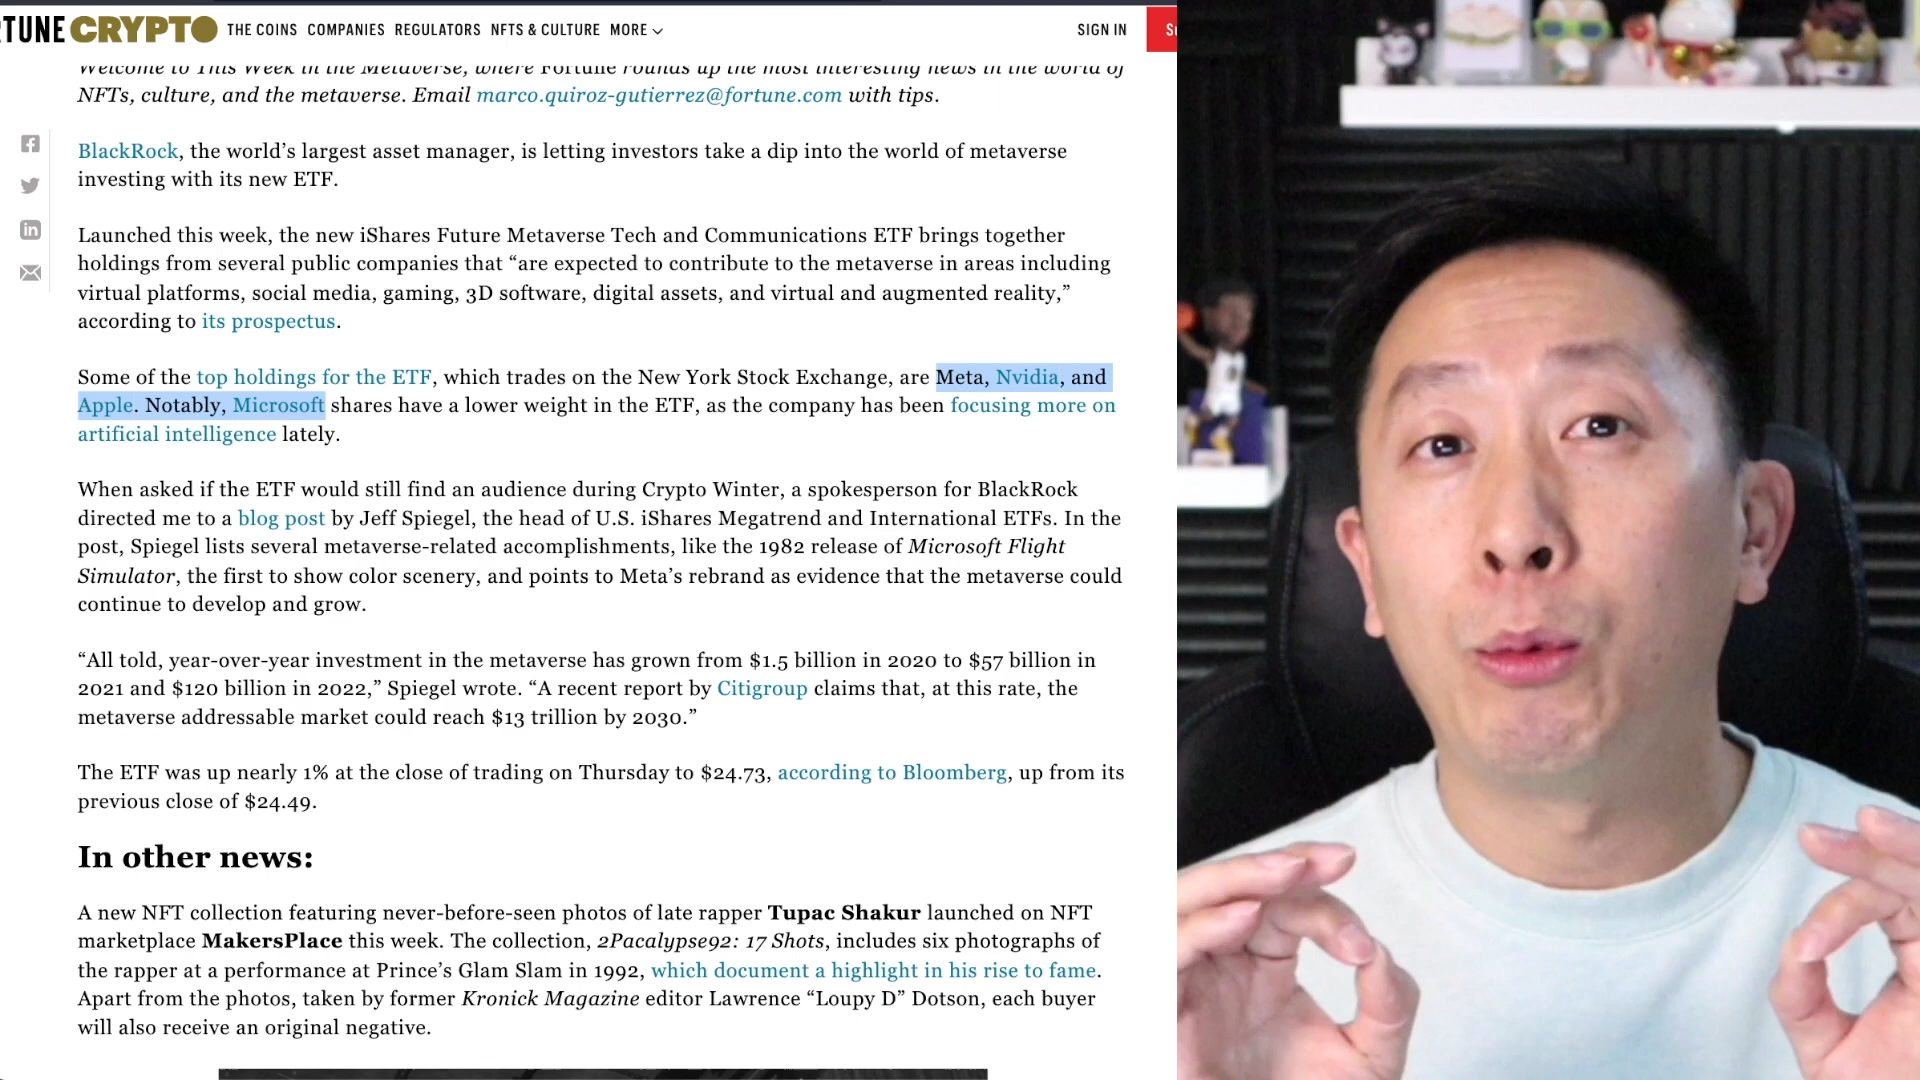 TUNE CRYPTO THE COINS COMPANIES REGULATORS NFTS & CULTURE MORE SIGN IN
Welcome to This Week in the Metaverse, where Fortune rounds up the most interesting news in the world of
NFTs, culture, and the metaverse. Email marco.quiroz-gutierrez@fortune.com with tips.
BlackRock, the world’s largest asset manager, is letting investors take a dip into the world of metaverse
investing with its new ETF.
Launched this week, the new iShares Future Metaverse Tech and Communications ETF brings together
holdings from several public companies that “are expected to contribute to the metaverse in areas including
virtual platforms, social media, gaming, 3D software, digital assets, and virtual and augmented reality,”
according to its prospectus.
Some of the top holdings for the ETF, which trades on the New York Stock Exchange, are Meta, Nvidia, and
Apple. Notably, Microsoft shares have a lower weight in the ETF, as the company has been focusing more on
artificial intelligence lately.
When asked if the ETF would still find an audience during Crypto Winter, a spokesperson for BlackRock
directed me to a blog post by Jeff Spiegel, the head of U.S. iShares Megatrend and International ETFs. In the
post, Spiegel lists several metaverse-related accomplishments, like the 1982 release of Microsoft Flight
Simulator, the first to show color scenery, and points to Meta’s rebrand as evidence that the metaverse could
continue to develop and grow.
“All told, year-over-year investment in the metaverse has grown from $1.5 billion in 2020 to $57 billion in
2021 and $120 billion in 2022,” Spiegel wrote. “A recent report by Citigroup claims that, at this rate, the
metaverse addressable market could reach $13 trillion by 2030.”
The ETF was up nearly 1% at the close of trading on Thursday to $24.73, according to Bloomberg, up from its
previous close of $24.49.
In other news:
A new NFT collection featuring never-before-seen photos of late rapper Tupac Shakur launched on NFT
marketplace MakersPlace this week. The collection, 2Pacalypse92: 17 Shots, includes six photographs of
the rapper at a performance at Prince’s Glam Slam in 1992, which document a highlight in his rise to fame.
Apart from the photos, taken by former Kronick Magazine editor Lawrence “Loupy D” Dotson, each buyer
will also receive an original negative.